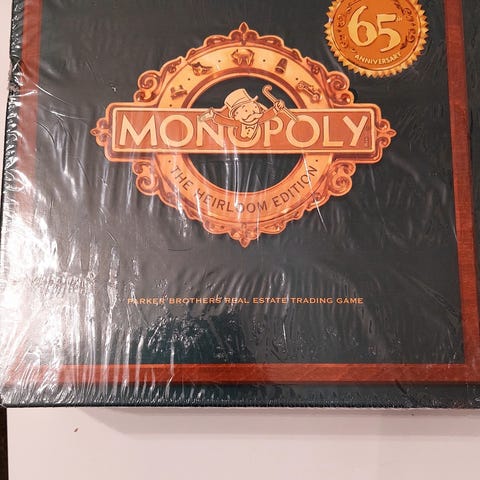 65TH
ANNIVERSARY
MONOPOLY
THE HEIRLOOM EDITION
PARKER BROTHERS REAL ESTATE TRADING GAME